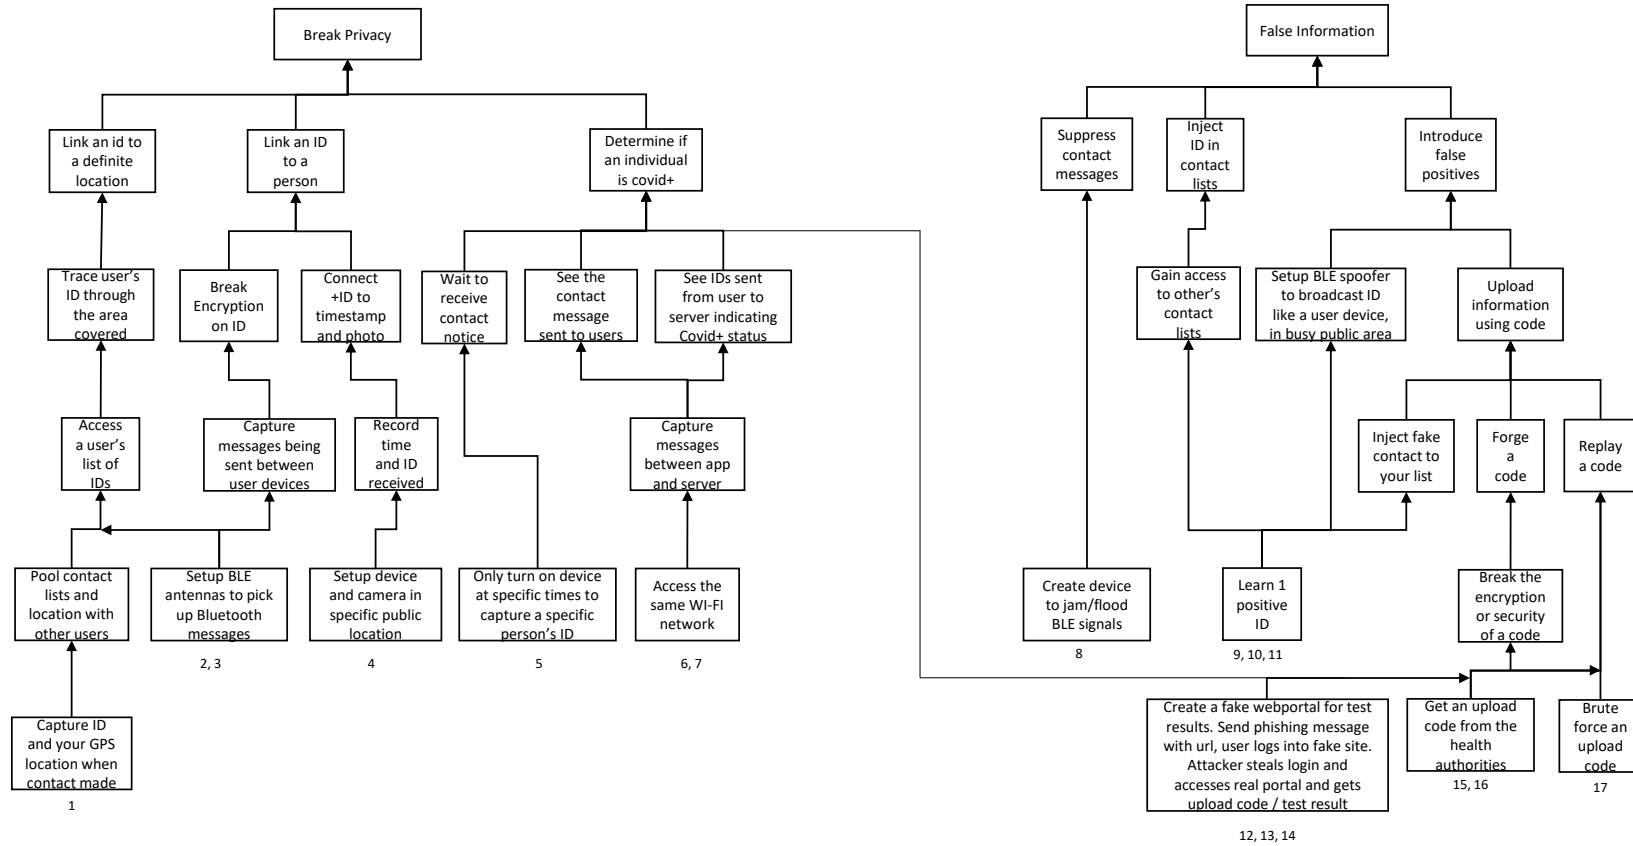 Break Privacy
False Information
Link an id to
a definite
location
Link an ID
to a
person
Determine if
an individual
is covid+
Suppress
contact
messages
Inject
ID in
contact
lists
Introduce
false
positives
Trace user's
ID through
the area
covered
Break
Encryption
on ID
Connect
+ID to
timestamp
and photo
Wait to
receive
contact
notice
See the
contact
message
sent to users
See IDs sent
from user to
server indicating
Covid+ status
Gain access
to other's
contact
lists
Setup BLE spoofer
to broadcast ID
like a user device,
in busy public area
Upload
information
using code
Access
a user's
list of
IDs
Capture
messages being
sent between
user devices
Record
time
and ID
received
Capture
messages
between app
and server
Inject fake
contact to
your list
Forge
a
code
Replay
a code
Pool contact
lists and
location with
other users
Setup BLE
antennas to pick
up Bluetooth
messages
2, 3
Setup device
and camera in
specific public
location
4
Only turn on device
at specific times to
capture a specific
person's ID
5
Access the
same WI-FI
network
6, 7
Create device
to jam/flood
BLE signals
8
Learn 1
positive
ID
9, 10, 11
Break the
encryption
or security
of a code
Capture ID
and your GPS
location when
contact made
1
Create a fake webportal for test
results. Send phishing message
with url, user logs into fake site.
Attacker steals login and
accesses real portal and gets
upload code / test result
12, 13, 14
Get an upload
code from the
health
authorities
15, 16
Brute
force an
upload
code
17